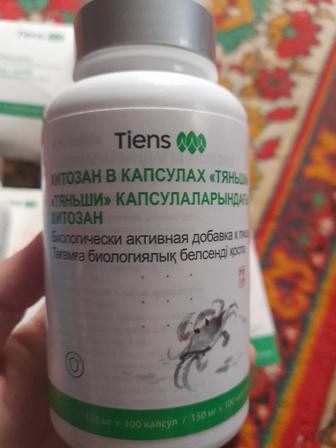 Tiens
ХИТОЗАН В КАПСУЛАХ «ТЯНЬШИ
«ТЯНЬШИ» КАПСУЛАЛАРЫНДАҒЫ
ХИТОЗАН
Биологически активная добавка к пище
Тағамға биологиялық белсенді қоспа
150 мг × 100 капсул / 150 мг × 100 капс